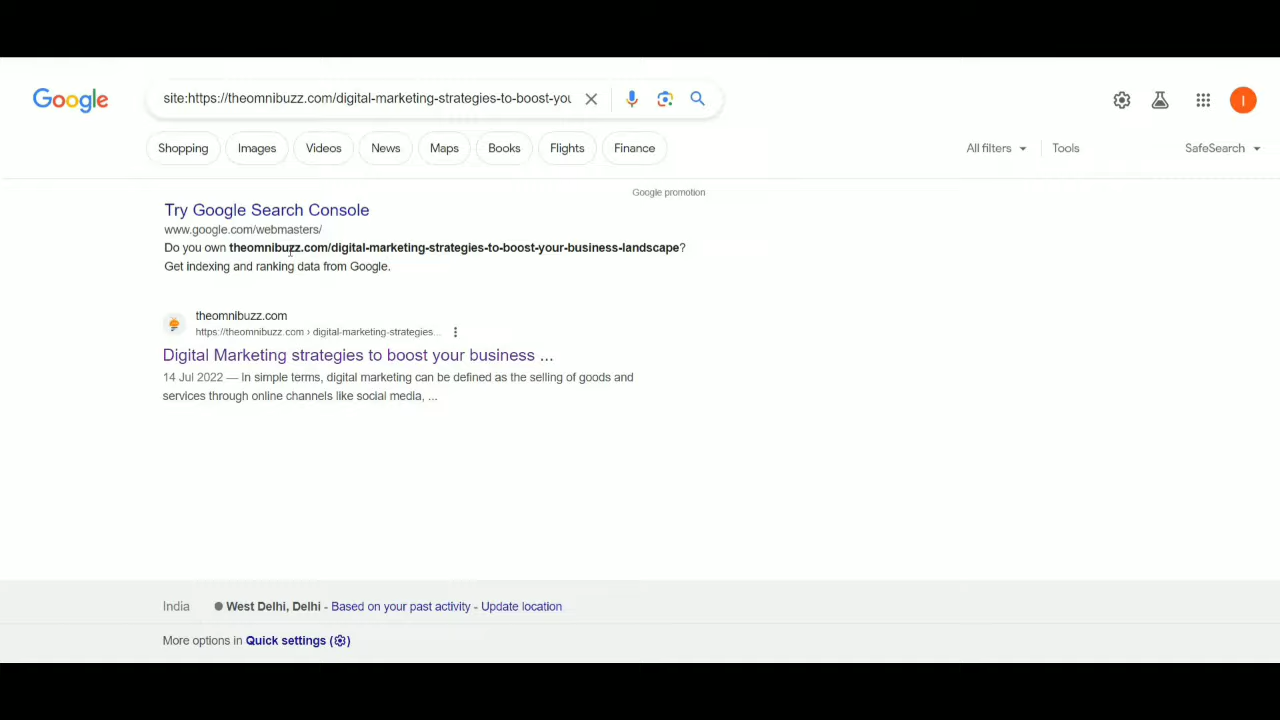 Google
site:https://theomnibuzz.com/digital-marketing-strategies-to-boost-you
I
Shopping Images Videos News Maps Books Flights Finance All filters Tools SafeSearch
Google promotion
Try Google Search Console
www.google.com/webmasters/
Do you own theomnibuzz.com/digital-marketing-strategies-to-boost-your-business-landscape?
Get indexing and ranking data from Google.
theomnibuzz.com
https://theomnibuzz.com › digital-marketing-strategies...
Digital Marketing strategies to boost your business ...
14 Jul 2022 — In simple terms, digital marketing can be defined as the selling of goods and
services through online channels like social media, ...
India West Delhi, Delhi - Based on your past activity - Update location
More options in Quick settings ( )